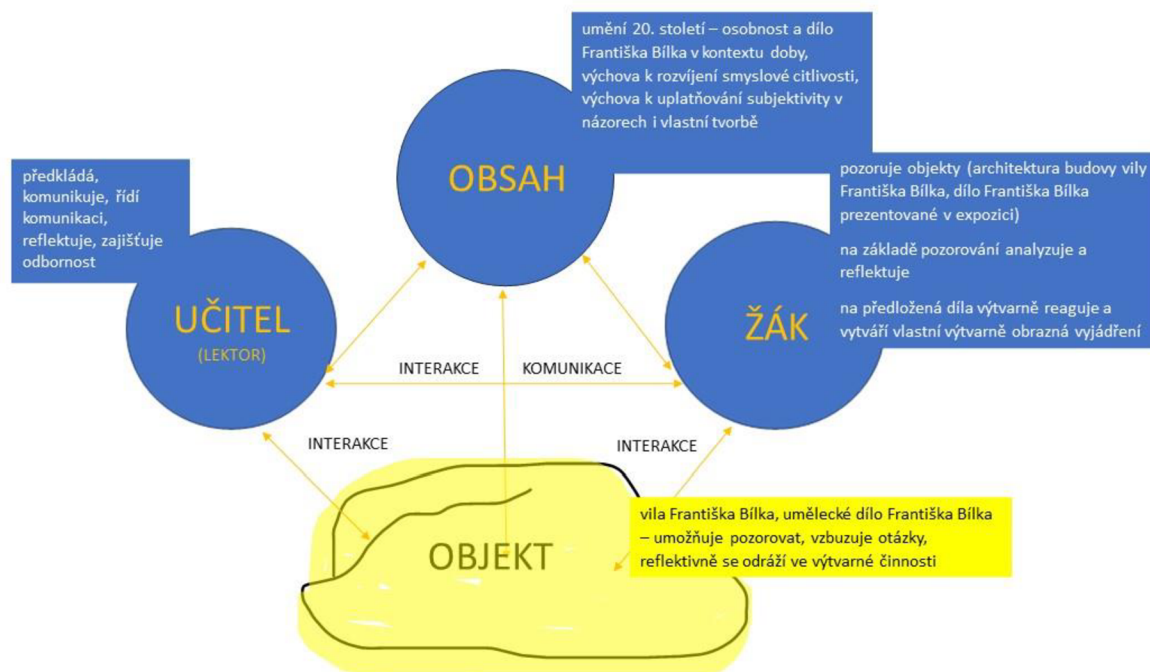 umění 20. století – osobnost a dílo
Františka Bílka v kontextu doby,
výchova k rozvíjení smyslové citlivosti,
výchova k uplatňování subjektivity v
názorech i vlastní tvorbě
OBSAH
předkládá,
komunikuje, řídí
komunikaci,
reflektuje, zajišťuje
odbornost
UČITEL
(LEKTOR)
pozoruje objekty (architektura budovy vily
Františka Bílka, dílo Františka Bílka
prezentované v expozici)
na základě pozorování analyzuje a
reflektuje
na předložená díla výtvarně reaguje a
vytváří vlastní výtvarně obrazná vyjádření
ŽÁK
INTERAKCE
KOMUNIKACE
INTERAKCE
INTERAKCE
OBJEKT
vila Františka Bílka, umělecké dílo Františka Bílka
– umožňuje pozorovat, vzbuzuje otázky,
reflektivně se odráží ve výtvarné činnosti